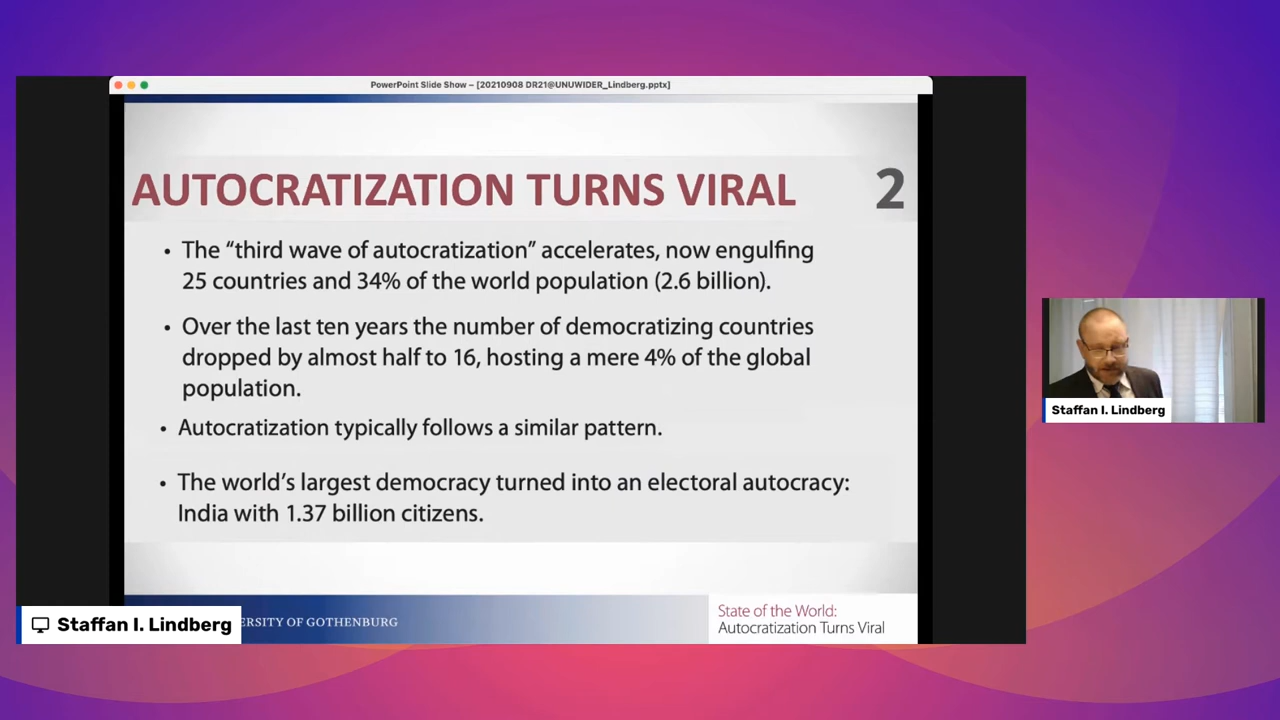 PowerPoint Slide Show – [20210908 DR21@UNUWIDER_Lindberg.pptx]
AUTOCRATIZATION TURNS VIRAL
2
• The “third wave of autocratization” accelerates, now engulfing
25 countries and 34% of the world population (2.6 billion).
• Over the last ten years the number of democratizing countries
dropped by almost half to 16, hosting a mere 4% of the global
population.
• Autocratization typically follows a similar pattern.
• The world’s largest democracy turned into an electoral autocracy:
India with 1.37 billion citizens.
Staffan I. Lindberg
ERSITY OF GOTHENBURG
State of the World:
Autocratization Turns Viral
Staffan I. Lindberg